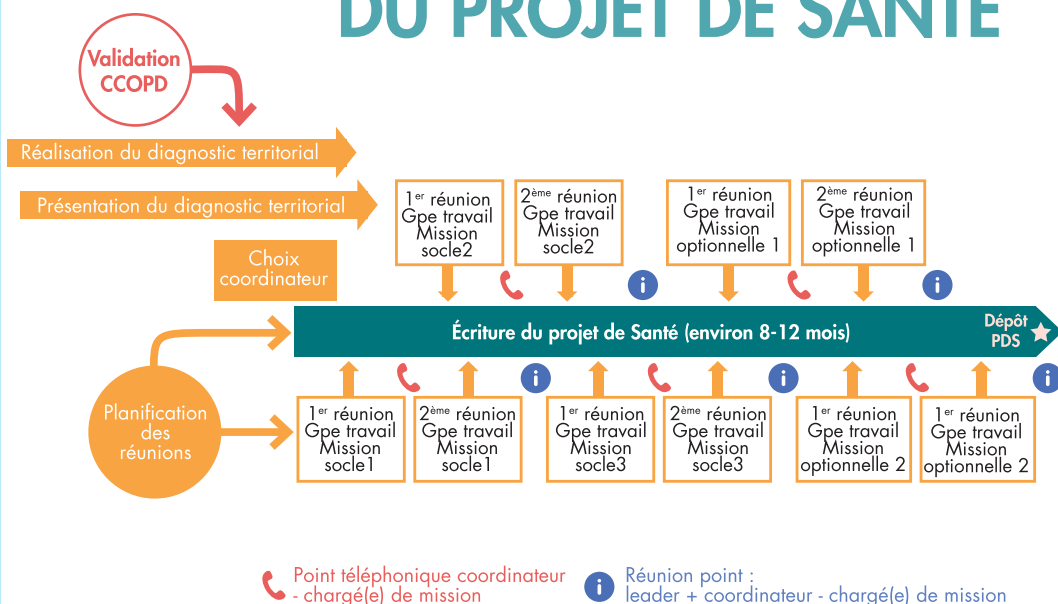 DU PROJET DE SANTÉ
Validation
CCOPD
Réalisation du diagnostic territorial
Présentation du diagnostic territorial
Choix
coordinateur
1er réunion
Gpe travail
Mission
socle2
2ème réunion
Gpe travail
Mission
socle2
1er réunion
Gpe travail
Mission
optionnelle 1
2ème réunion
Gpe travail
Mission
optionnelle 1
Écriture du projet de Santé (environ 8-12 mois)
Dépôt
PDS
Planification
des
réunions
1er réunion
Gpe travail
Mission
socle1
2ème réunion
Gpe travail
Mission
socle1
1er réunion
Gpe travail
Mission
socle3
2ème réunion
Gpe travail
Mission
socle3
1er réunion
Gpe travail
Mission
optionnelle 2
1er réunion
Gpe travail
Mission
optionnelle 2
Point téléphonique coordinateur
- chargé(e) de mission
Réunion point :
leader + coordinateur - chargé(e) de mission